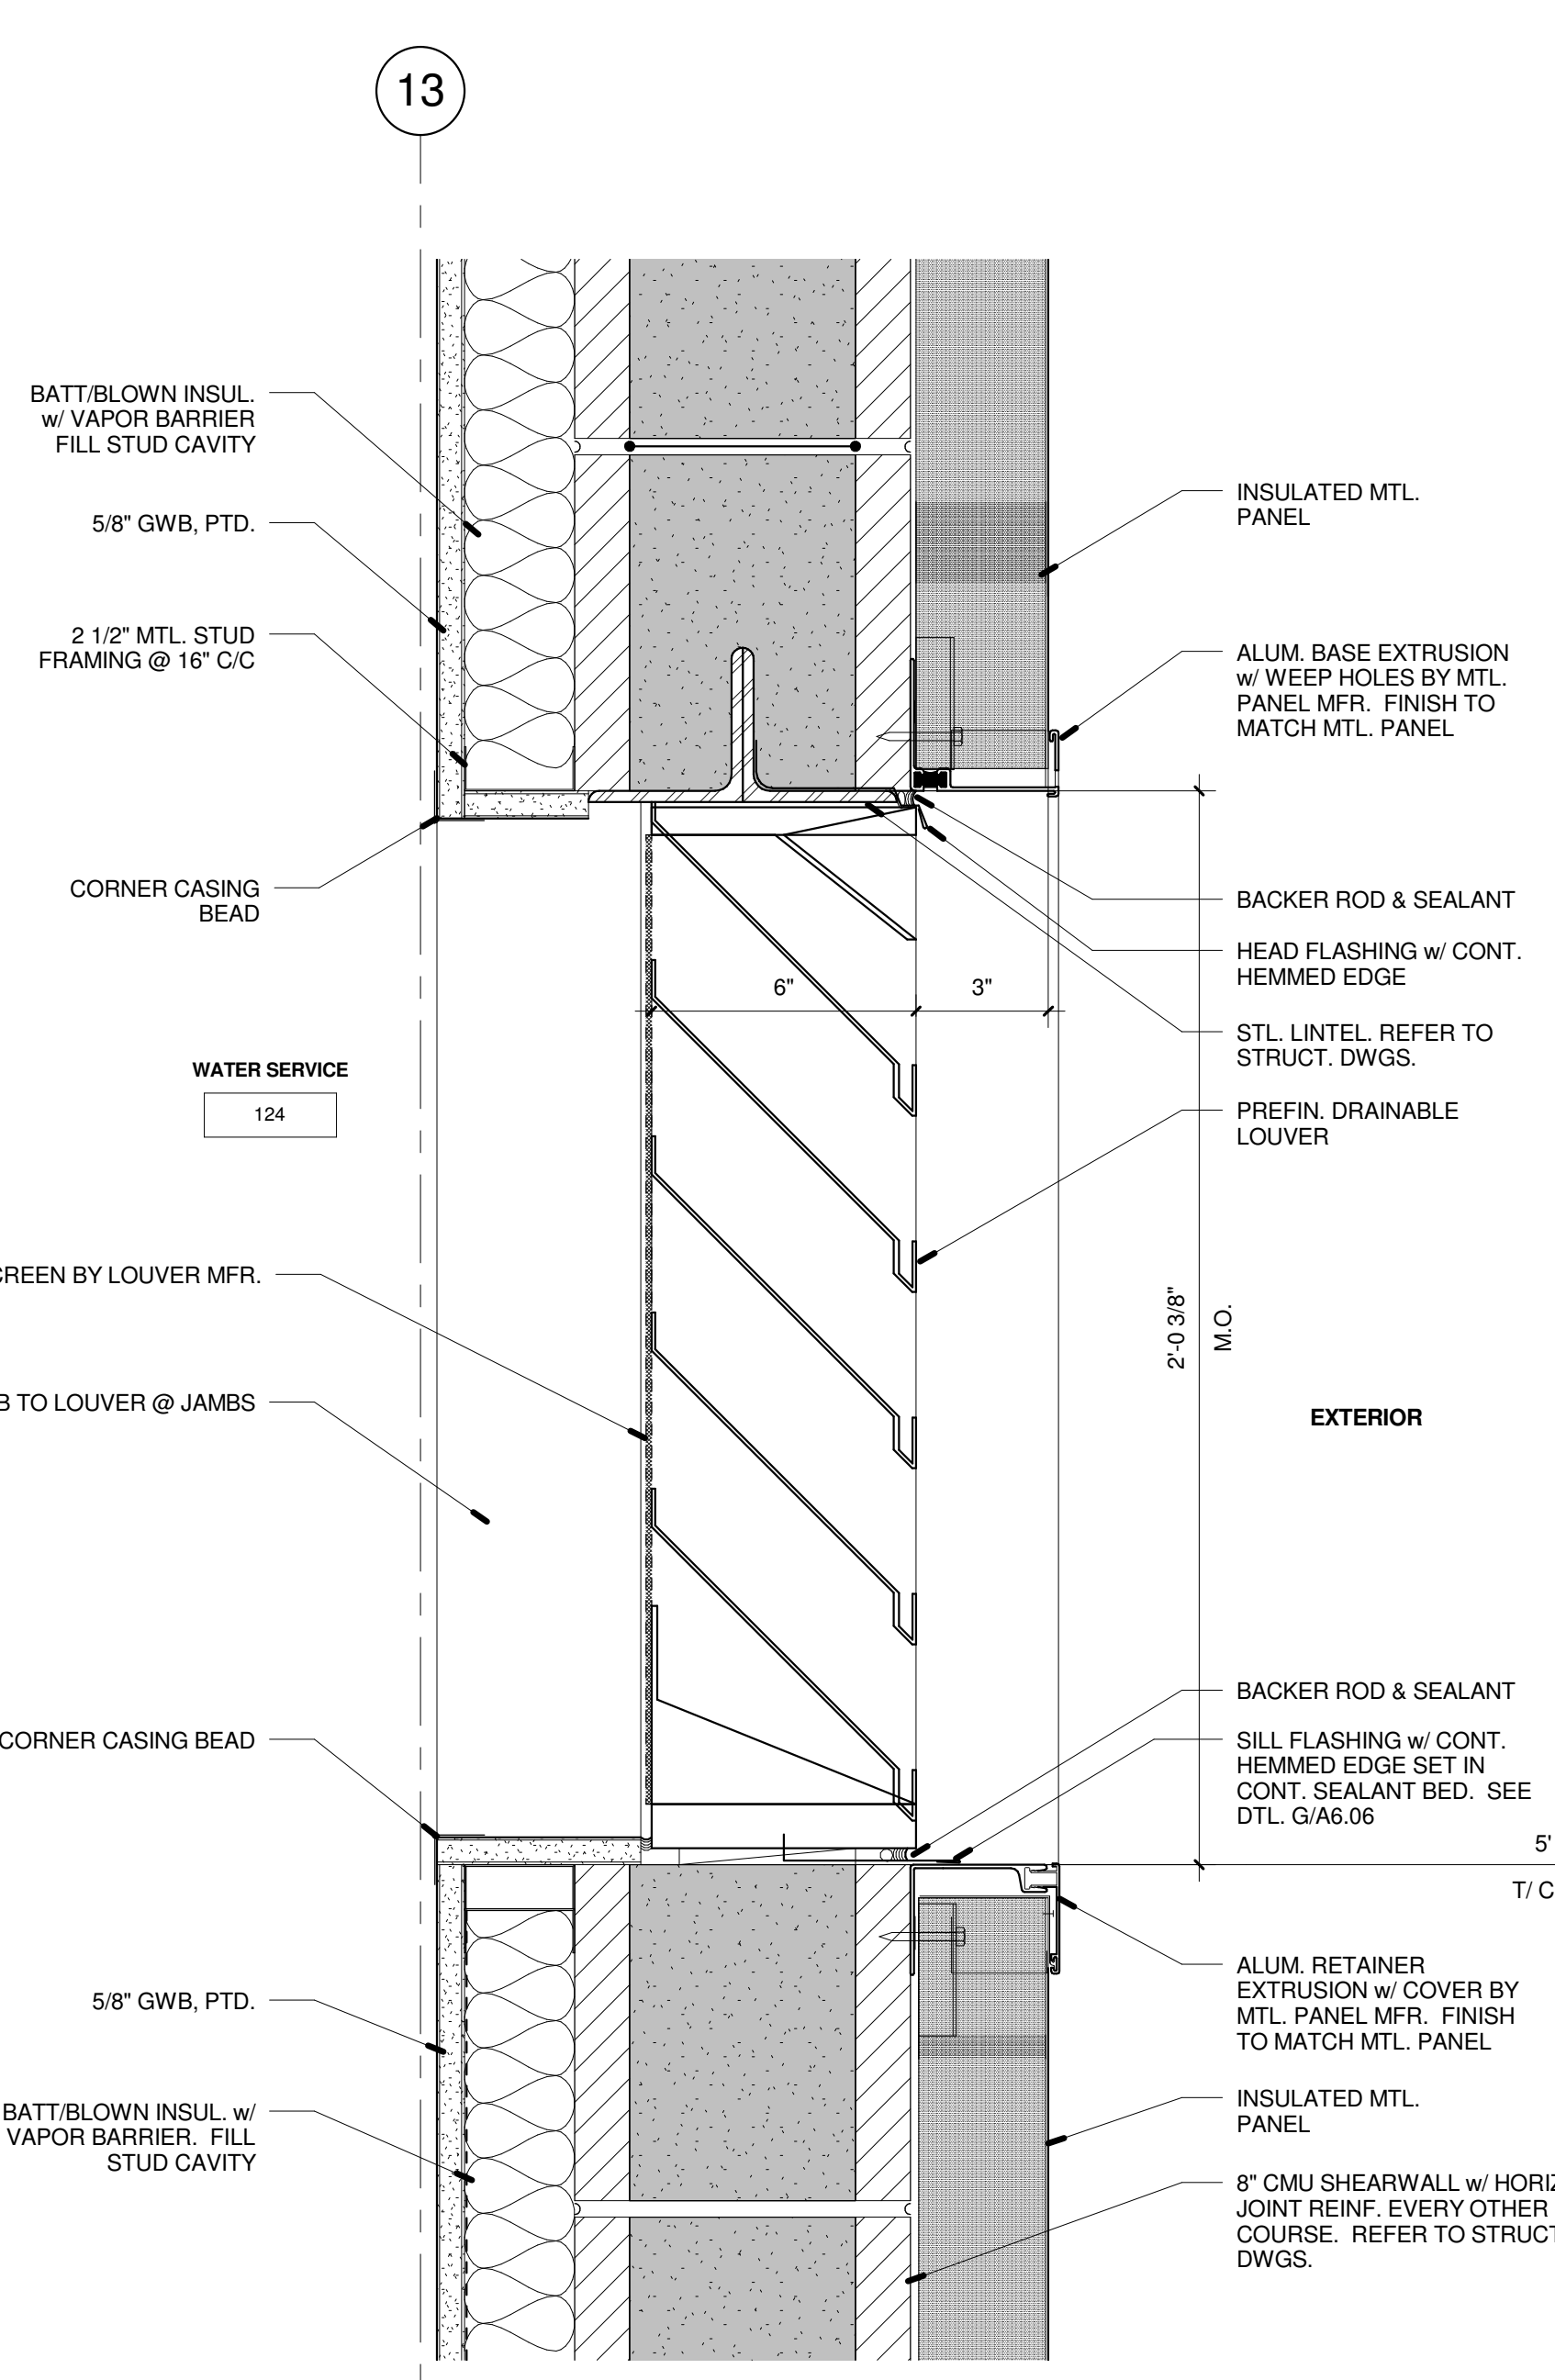 13
BATT/BLOWN INSUL.
w/ VAPOR BARRIER
FILL STUD CAVITY
5/8" GWB, PTD.
2 1/2" MTL. STUD
FRAMING @ 16" C/C
CORNER CASING
BEAD
WATER SERVICE
124
CREEN BY LOUVER MFR.
B TO LOUVER @ JAMBS
CORNER CASING BEAD
5/8" GWB, PTD.
BATT/BLOWN INSUL. w/
VAPOR BARRIER.  FILL
STUD CAVITY
6"
3"
INSULATED MTL.
PANEL
ALUM. BASE EXTRUSION
w/ WEEP HOLES BY MTL.
PANEL MFR.  FINISH TO
MATCH MTL. PANEL
BACKER ROD & SEALANT
HEAD FLASHING w/ CONT.
HEMMED EDGE
STL. LINTEL. REFER TO
STRUCT. DWGS.
PREFIN. DRAINABLE
LOUVER
2'-0 3/8"
M.O.
EXTERIOR
BACKER ROD & SEALANT
SILL FLASHING w/ CONT.
HEMMED EDGE SET IN
CONT. SEALANT BED.  SEE
DTL. G/A6.06
5'
T/ C
ALUM. RETAINER
EXTRUSION w/ COVER BY
MTL. PANEL MFR.  FINISH
TO MATCH MTL. PANEL
INSULATED MTL.
PANEL
8" CMU SHEARWALL w/ HORIZ
JOINT REINF. EVERY OTHER
COURSE.  REFER TO STRUCT
DWGS.